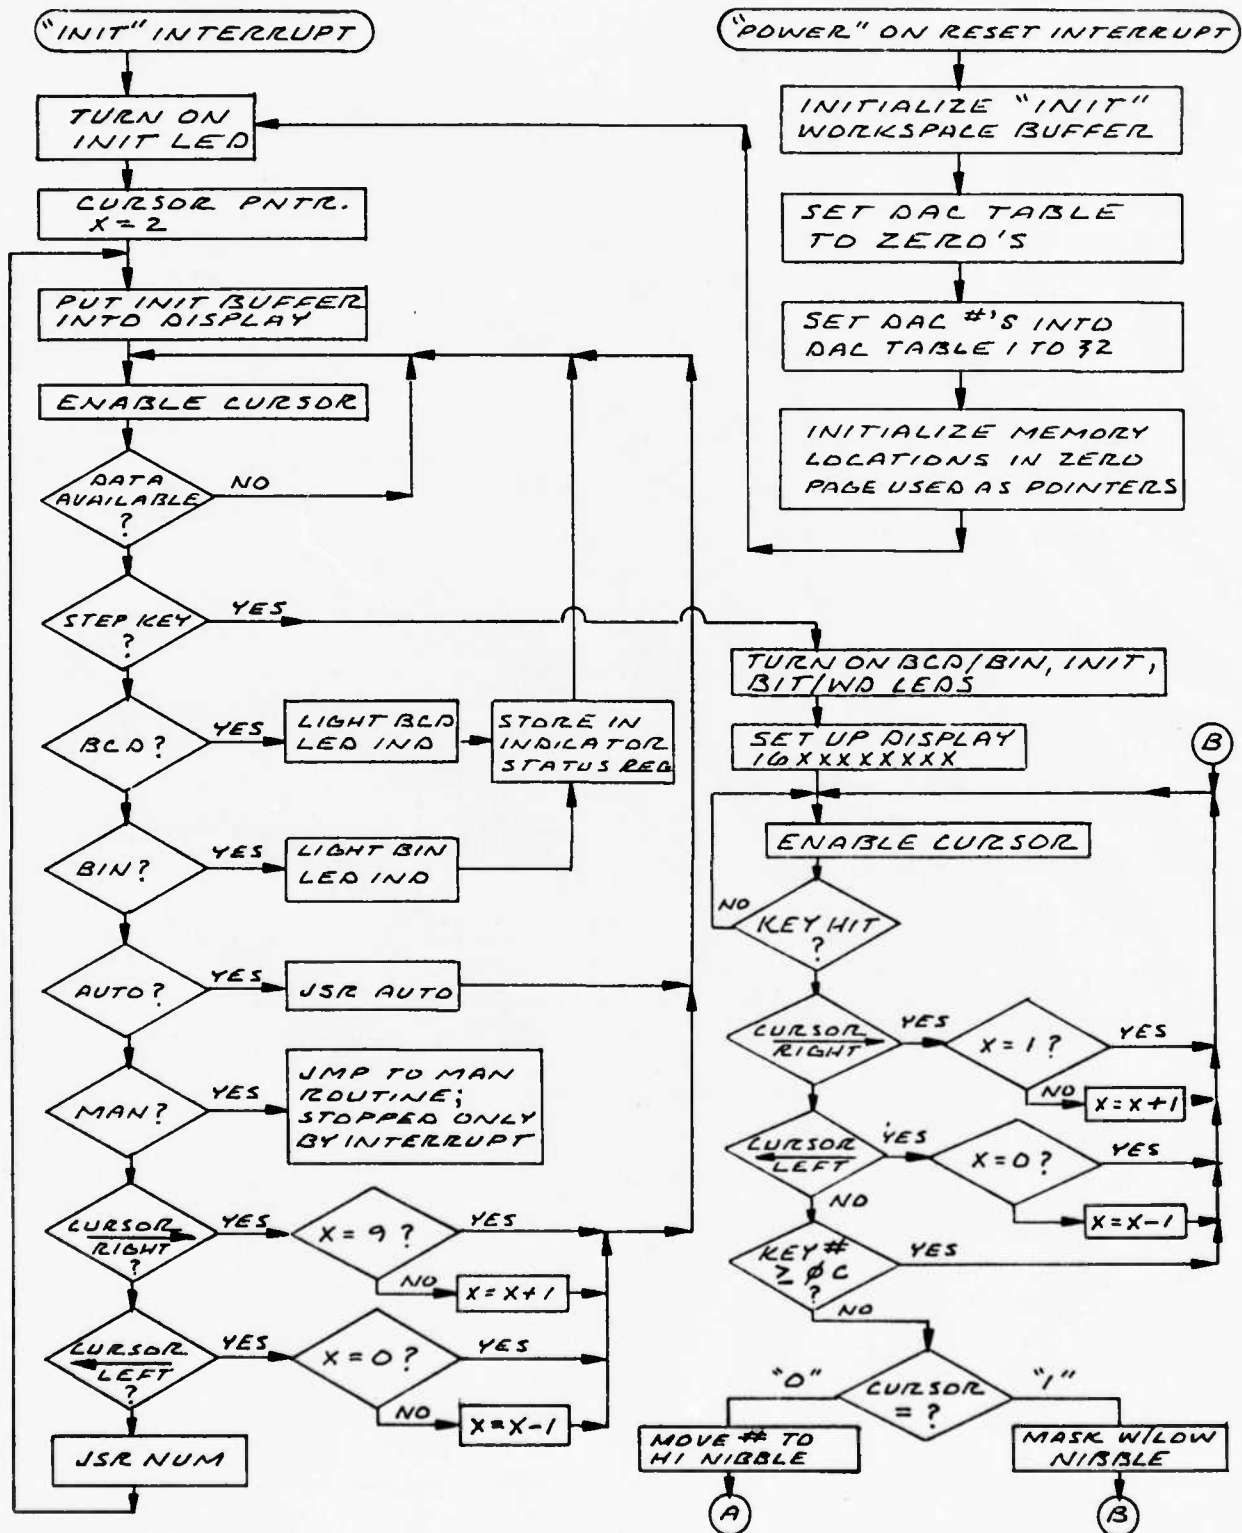 "INIT" INTERRUPT
TURN ON
INIT LED
CURSOR PNTR.
X = 2
PUT INIT BUFFER
INTO DISPLAY
ENABLE CURSOR
DATA
AVAILABLE
?
NO
STEP KEY
?
YES
BCD?
YES
LIGHT BCD
LED IND
STORE IN
INDICATOR
STATUS REG
BIN?
YES
LIGHT BIN
LED IND
AUTO?
YES
JSR AUTO
MAN?
YES
JMP TO MAN
ROUTINE;
STOPPED ONLY
BY INTERRUPT
CURSOR
RIGHT
?
YES
X = 9 ?
YES
NO
X = X + 1
CURSOR
LEFT
?
YES
X = 0 ?
YES
NO
X = X - 1
JSR NUM
"POWER" ON RESET INTERRUPT
INITIALIZE "INIT"
WORKSPACE BUFFER
SET DAC TABLE
TO ZERO'S
SET DAC #'S INTO
DAC TABLE 1 TO 32
INITIALIZE MEMORY
LOCATIONS IN ZERO
PAGE USED AS POINTERS
TURN ON BCD/BIN, INIT,
BIT/WD LEDS
SET UP DISPLAY
16XXXXXXXX
B
ENABLE CURSOR
NO
KEY HIT
?
CURSOR
RIGHT
YES
X = 1 ?
YES
NO
X = X + 1
CURSOR
LEFT
YES
X = 0 ?
YES
X = X - 1
NO
KEY #
≥ ØC
?
YES
NO
"0"
CURSOR
= ?
"1"
MOVE # TO
HI NIBBLE
MASK W/LOW
NIBBLE
A
B